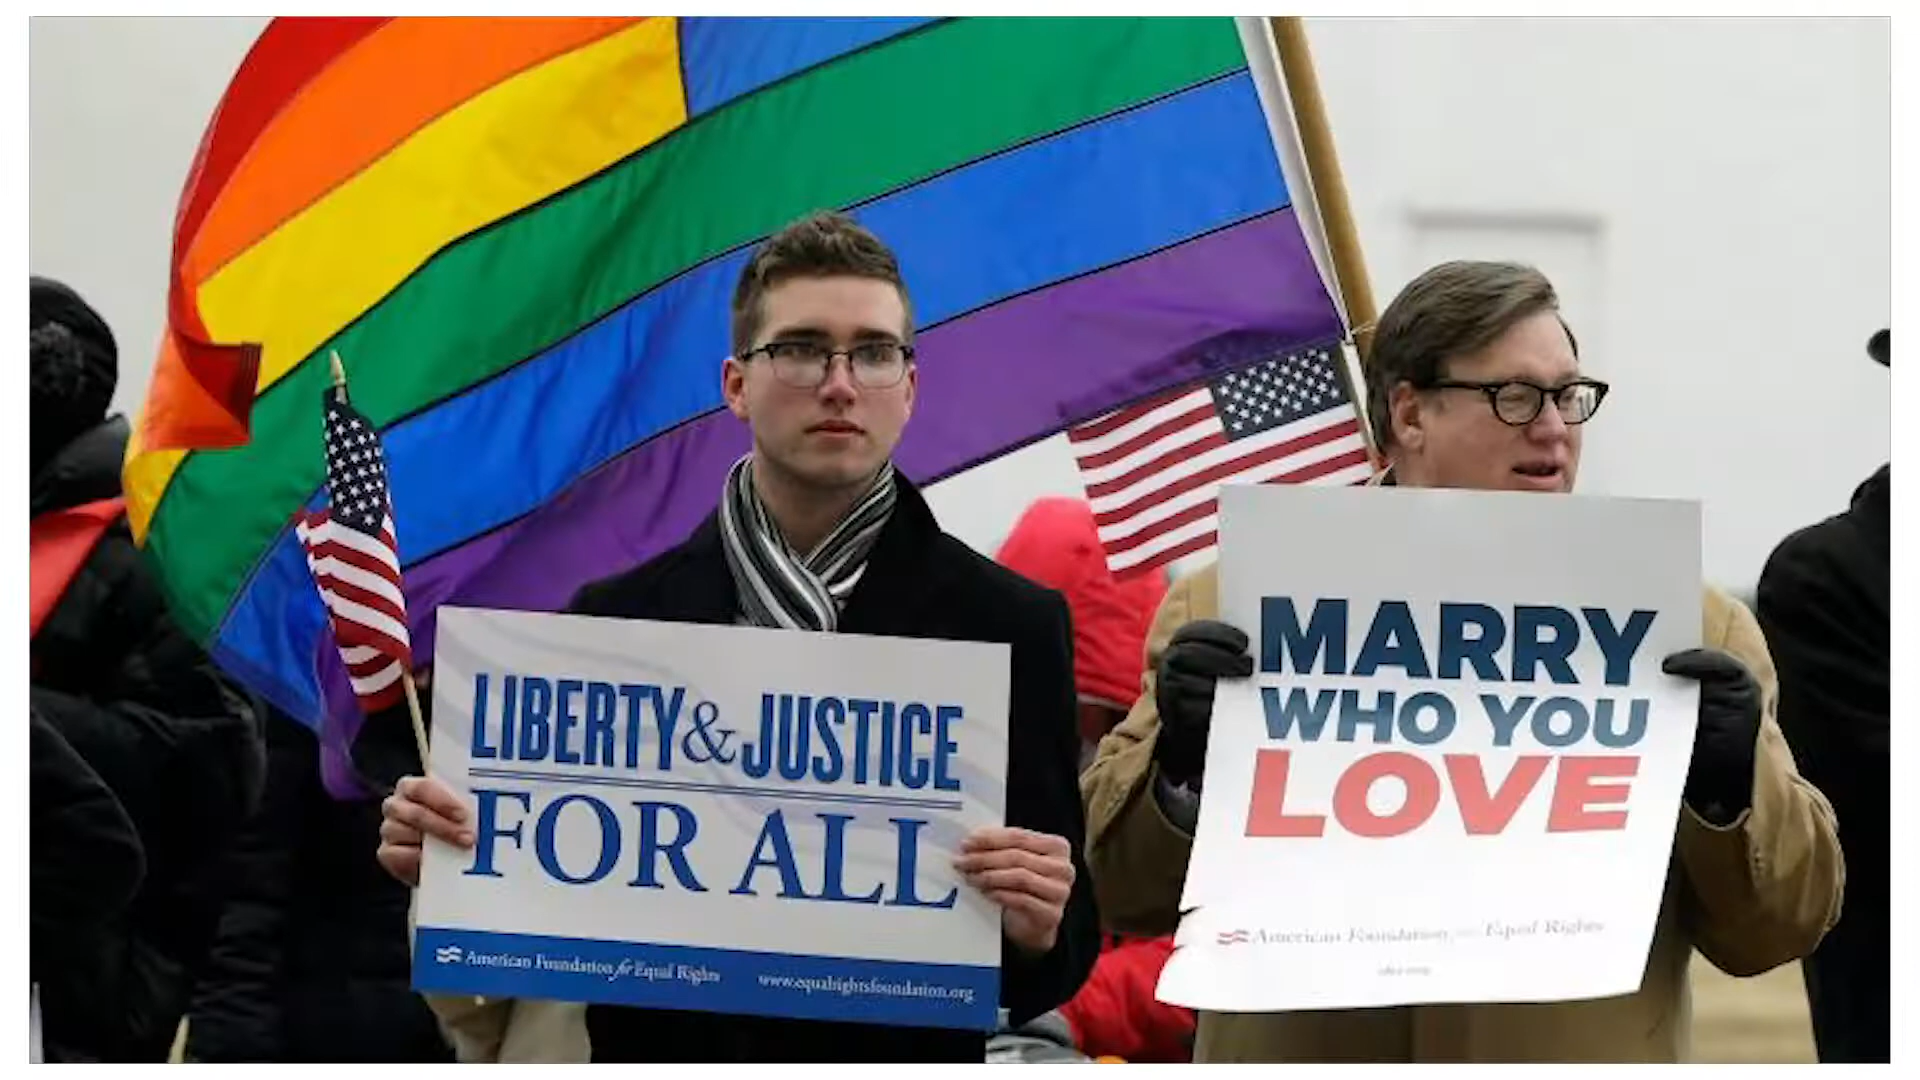 LIBERTY & JUSTICE
FOR ALL
American Foundation for Equal Rights
www.equalrightsfoundation.org
MARRY
WHO YOU
LOVE
American Foundation Equal Rights